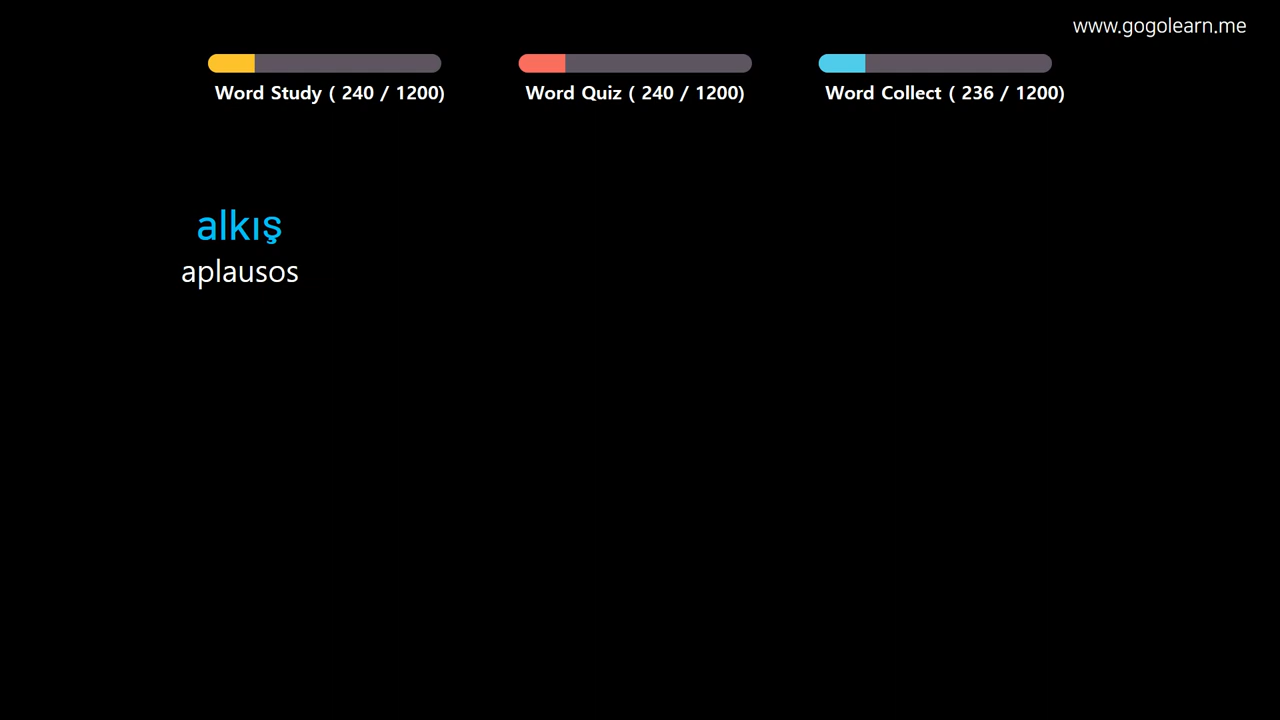 www.gogolearn.me
Word Study ( 240 / 1200)
Word Quiz ( 240 / 1200)
Word Collect ( 236 / 1200)
alkış
aplausos